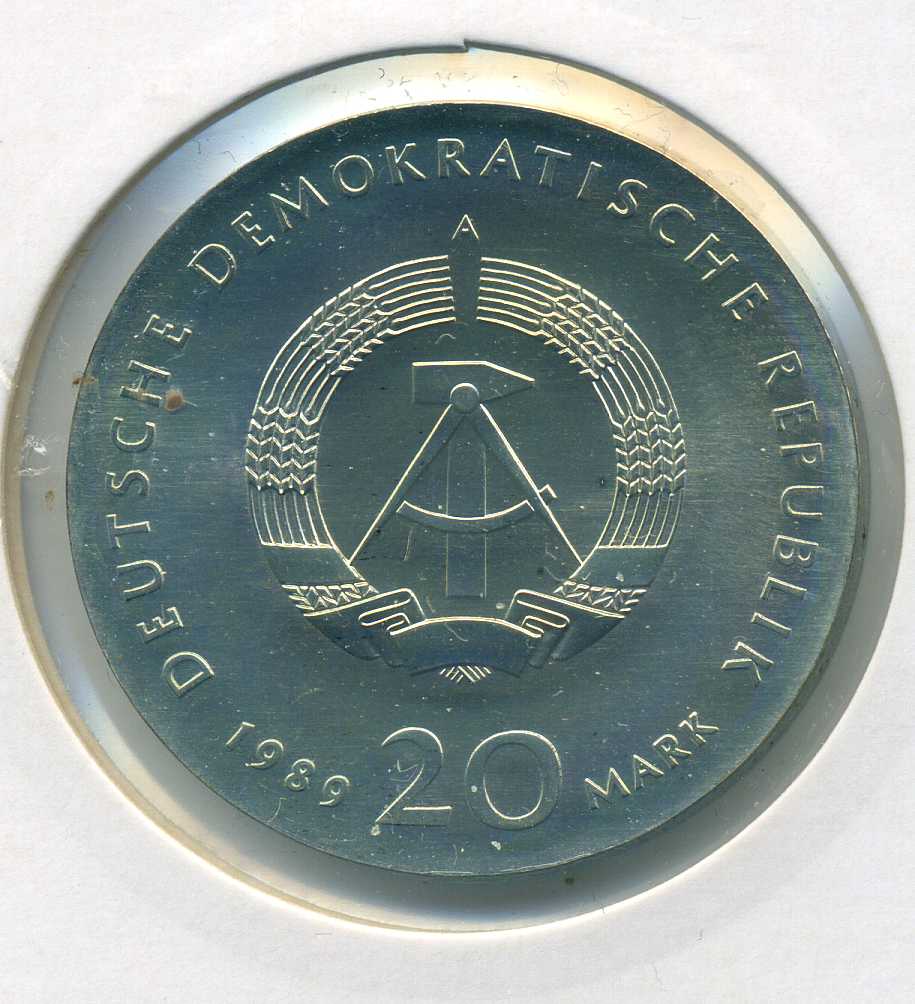 DEUTSCHE DEMOKRATISCHE REPUBLIK
A
1989 20 MARK